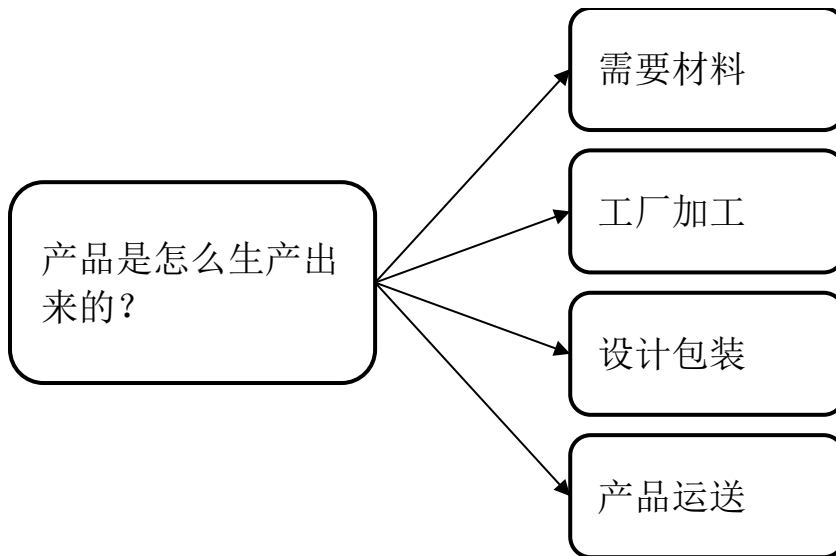 产品是怎么生产出
来的？
需要材料
工厂加工
设计包装
产品运送